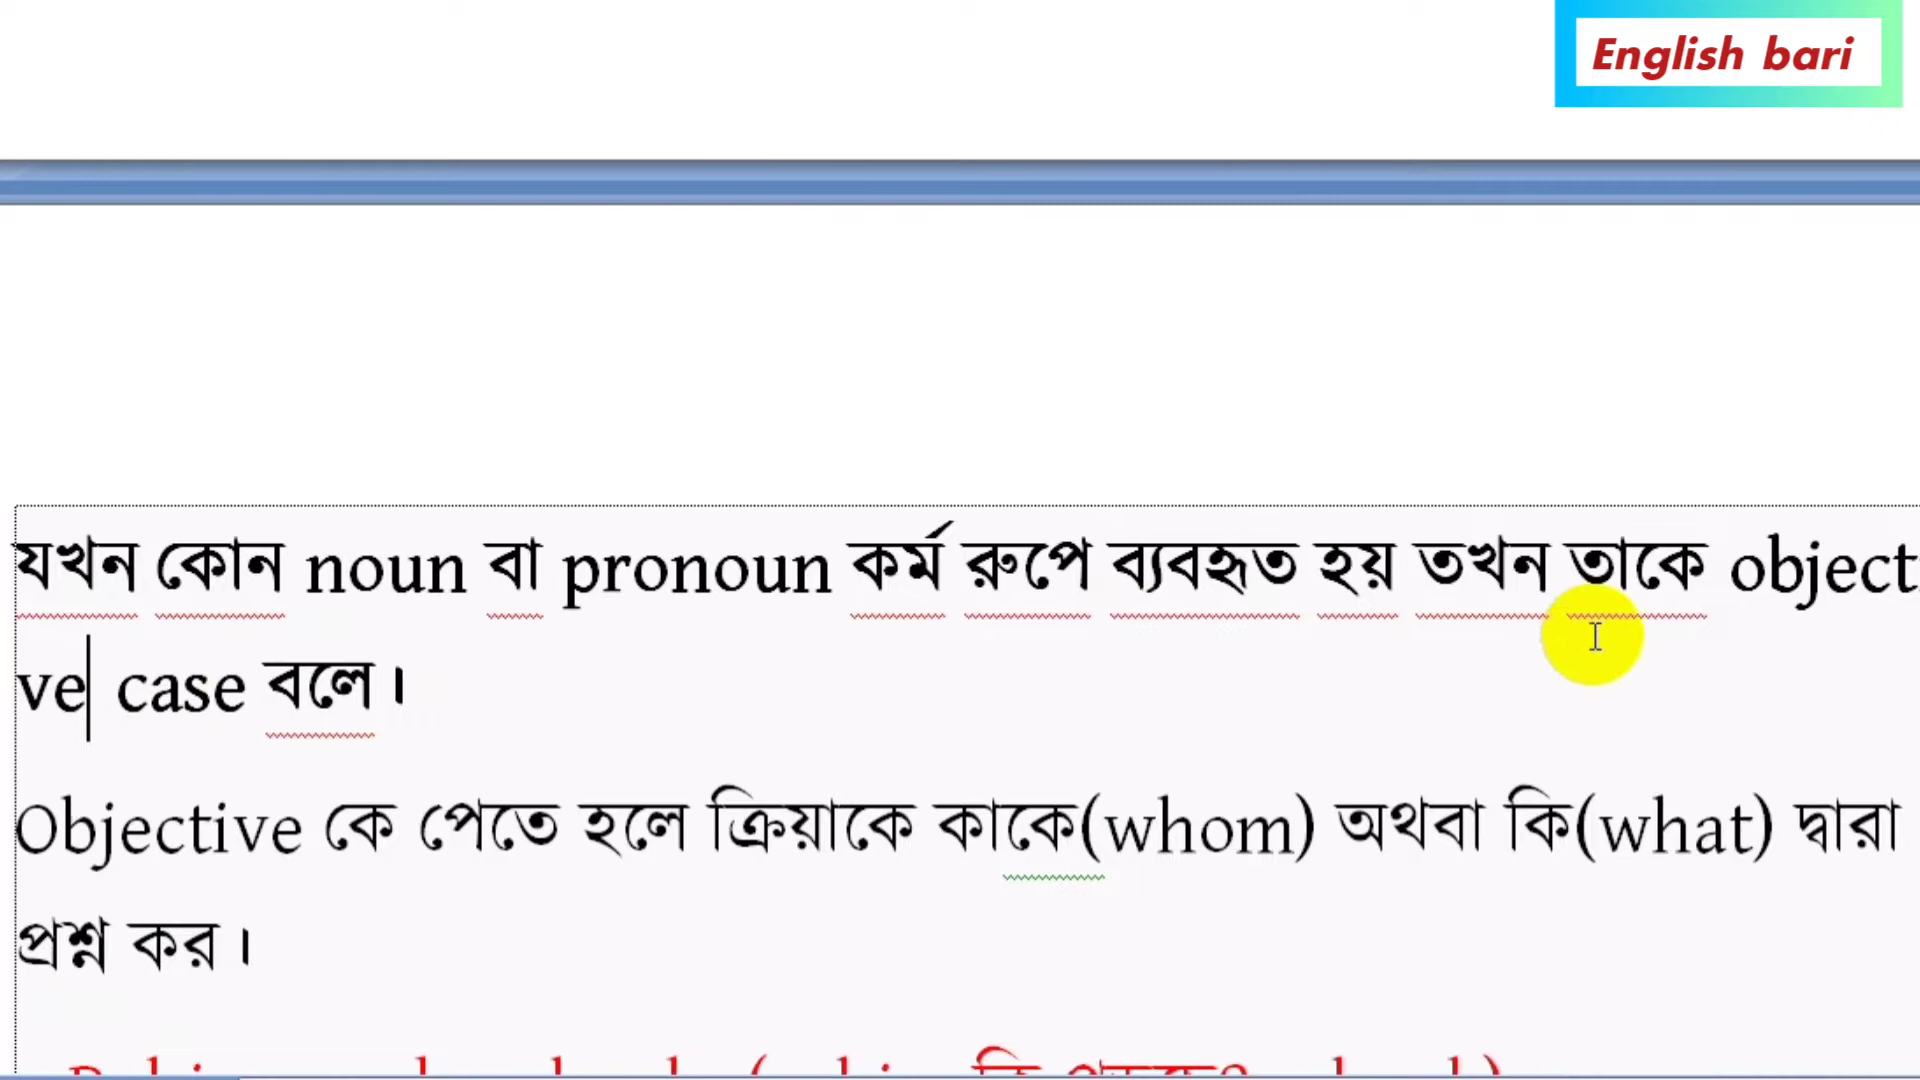 English bari
যখন কোন noun বা pronoun কর্ম রুপে ব্যবহৃত হয় তখন তাকে object
ve case বলে।
Objective কে পেতে হলে ক্রিয়াকে কাকে(whom) অথবা কি(what) দ্বারা
প্রশ্ন কর।